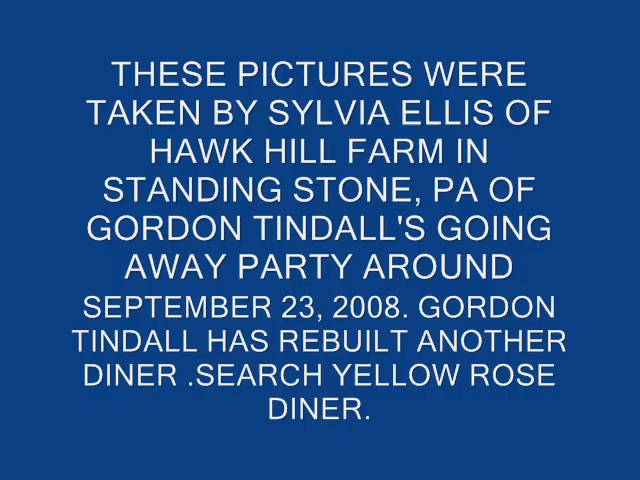 THESE PICTURES WERE
TAKEN BY SYLVIA ELLIS OF
HAWK HILL FARM IN
STANDING STONE, PA OF
GORDON TINDALL'S GOING
AWAY PARTY AROUND
SEPTEMBER 23, 2008. GORDON
TINDALL HAS REBUILT ANOTHER
DINER .SEARCH YELLOW ROSE
DINER.